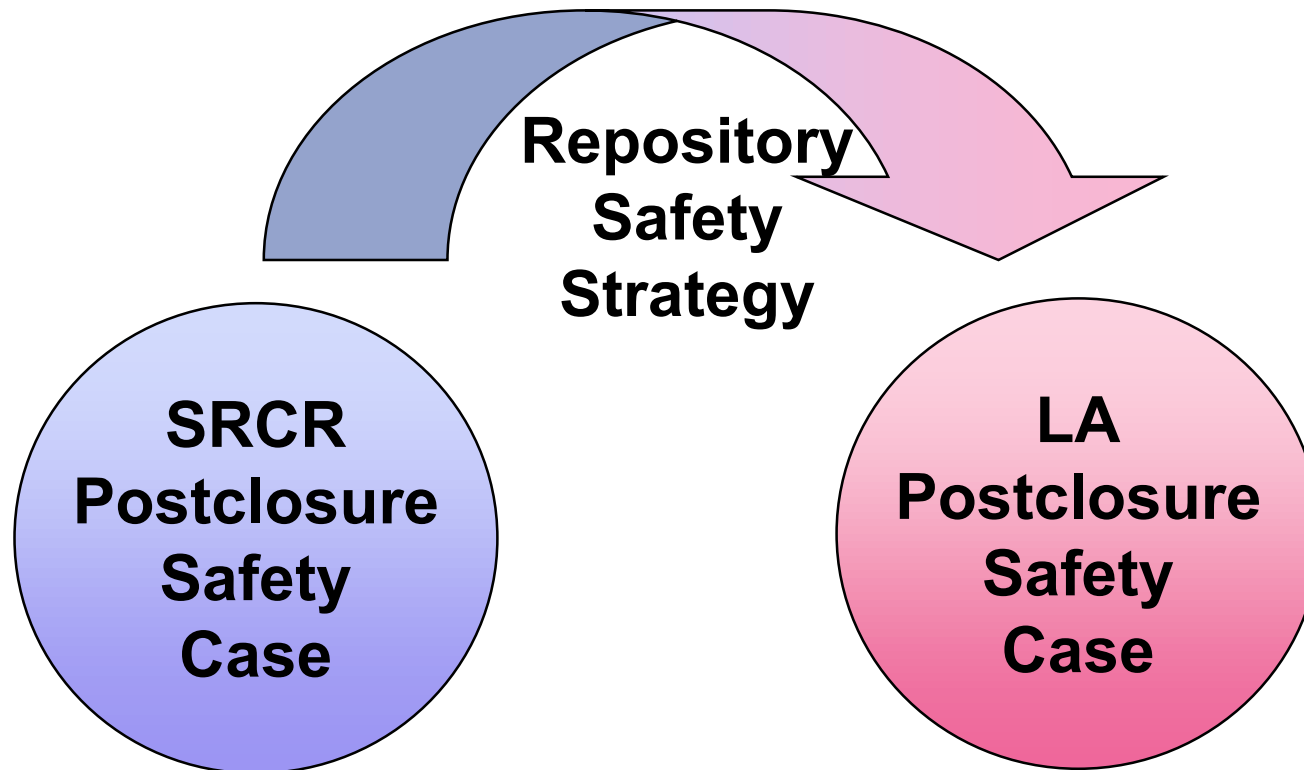 Repository
Safety
Strategy
SRCR
Postclosure
Safety
Case
LA
Postclosure
Safety
Case